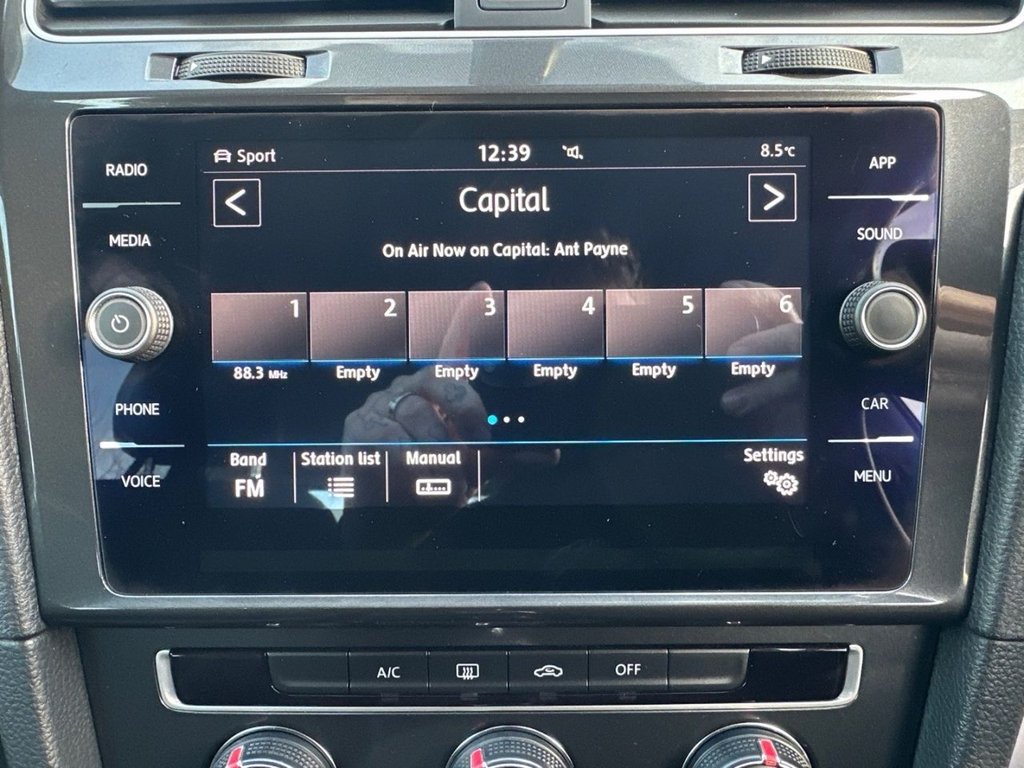 RADIO
MEDIA
PHONE
VOICE
Sport 12:39 8.5°C
< Capital >
On Air Now on Capital: Ant Payne
1 2 3 4 5 6
88.3 MHz Empty Empty Empty Empty Empty
Band Station list Manual Settings
FM
APP
SOUND
CAR
MENU
A/C OFF